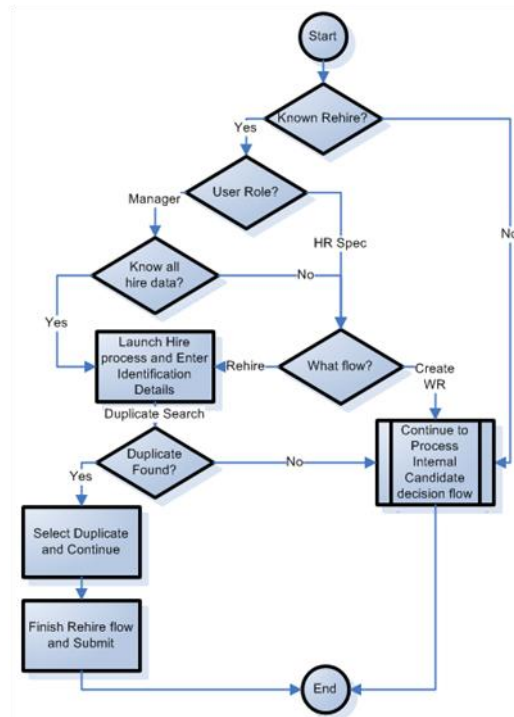 Start
Known Rehire?
Yes
User Role?
Manager
HR Spec
No
Know all
hire data?
No
Yes
Launch Hire
process and Enter
Identification
Details
Rehire
What flow?
Create
WR
Duplicate Search
Continue to
Process
Internal
Candidate
decision flow
Duplicate
Found?
No
Yes
Select Duplicate
and Continue
Finish Rehire flow
and Submit
End